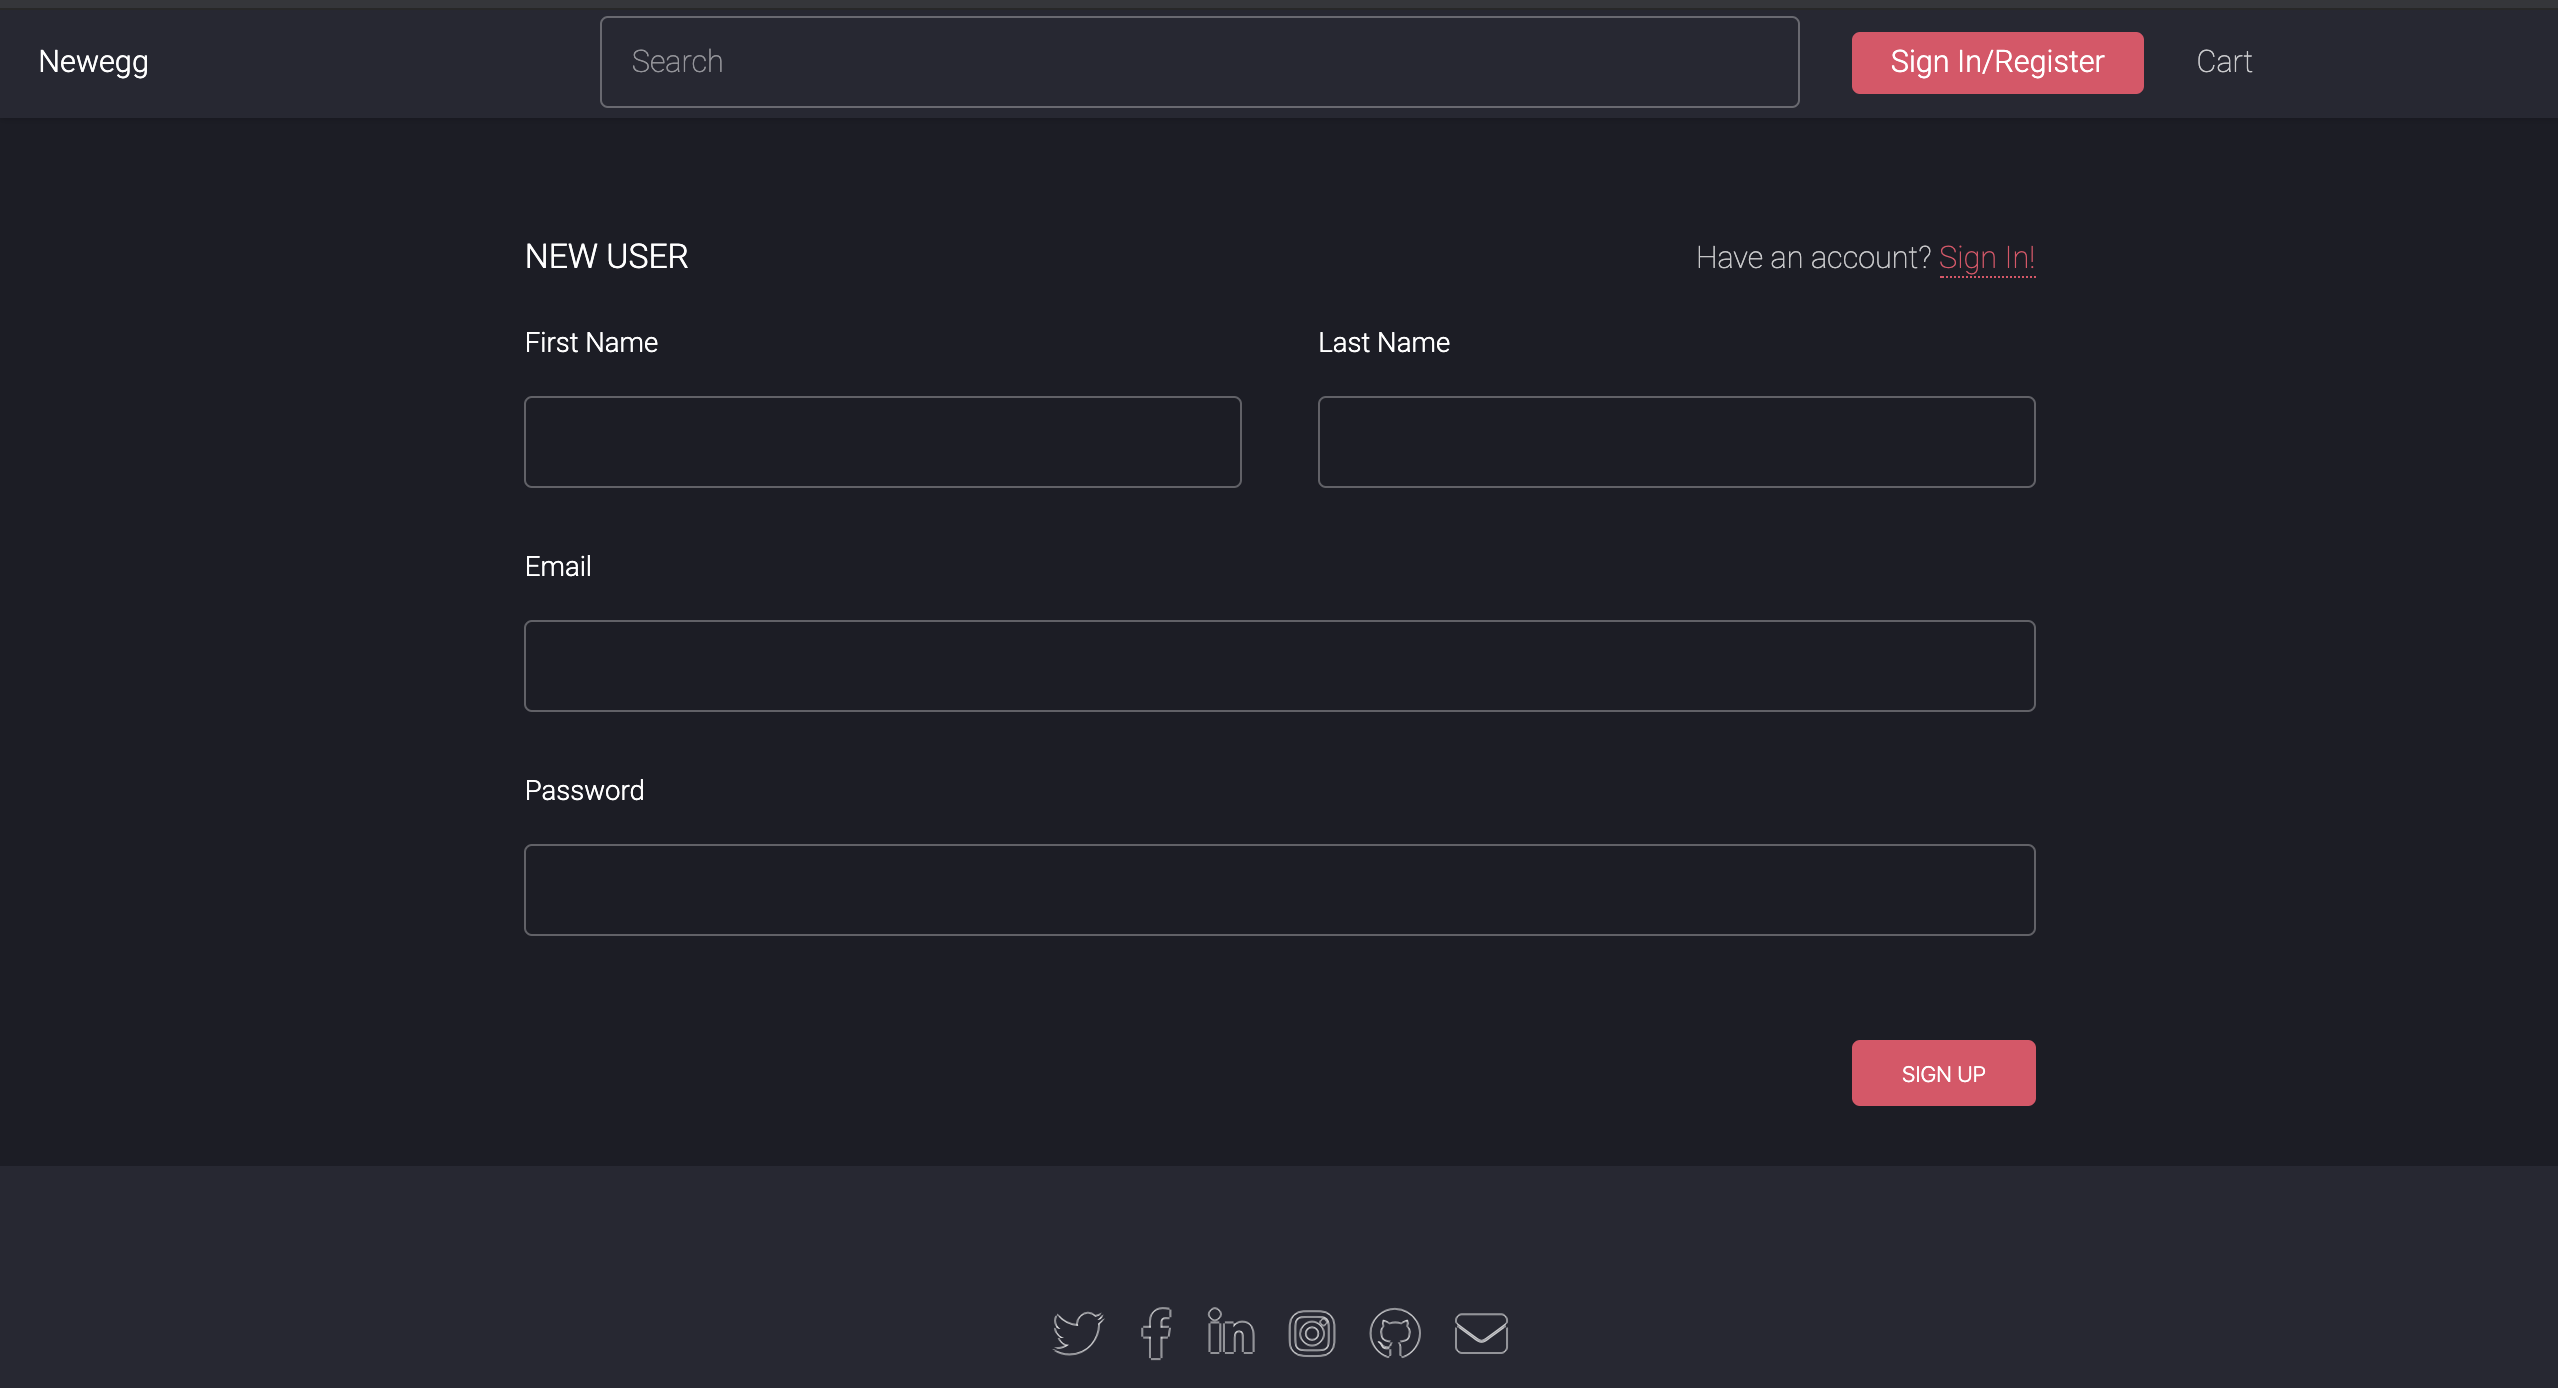 Newegg Search Sign In/Register Cart
NEW USER Have an account? Sign In!
First Name Last Name
Email
Password
SIGN UP